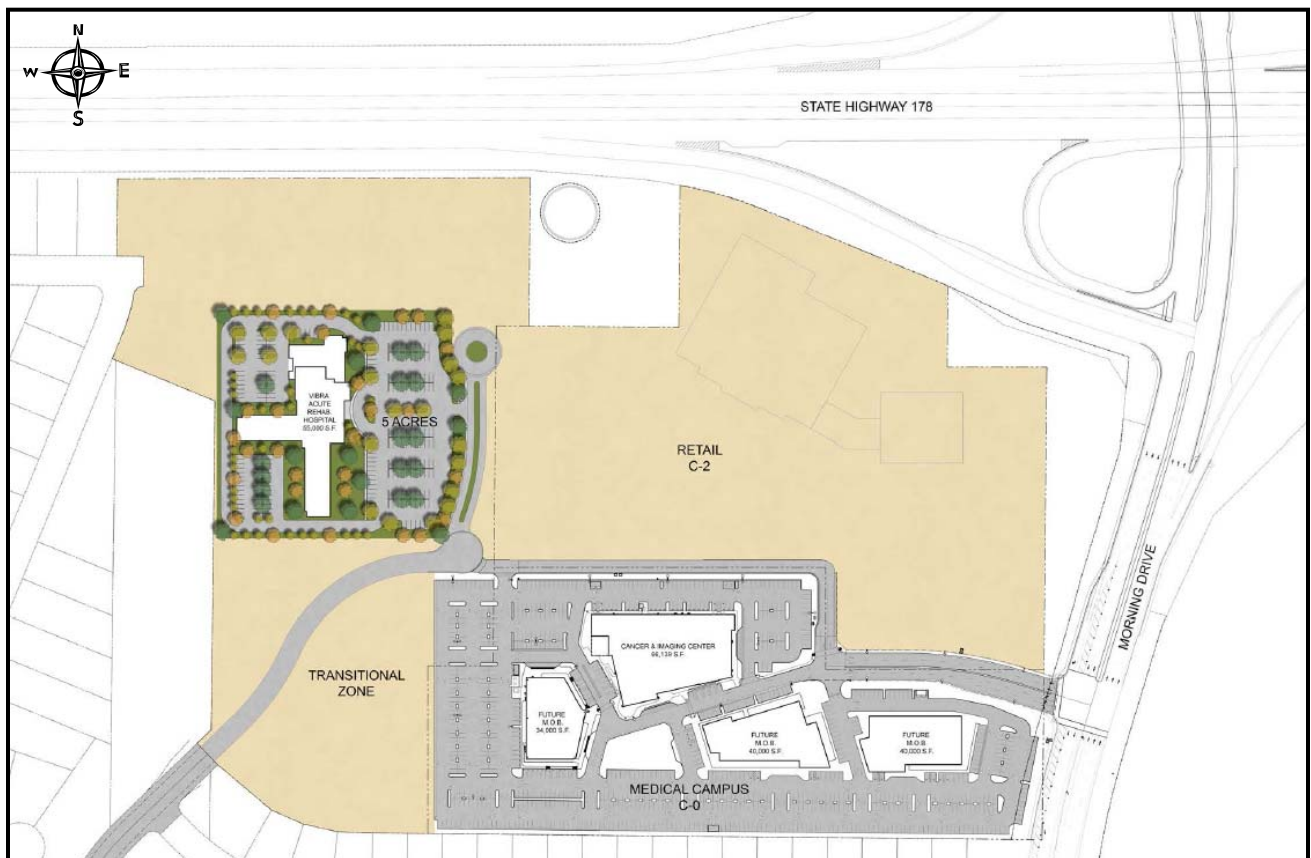 N
W
E
S
STATE HIGHWAY 178
VIBRA
ACUTE
REHAB
HOSPITAL
S.F.
5 ACRES
RETAIL
C-2
MORNING DRIVE
CANCER & IMAGING CENTER
S.F.
TRANSITIONAL
ZONE
FUTURE
M.O.B.
34,000 S.F.
FUTURE
M.O.B.
40,000 S.F.
FUTURE
M.O.B
40,000 S.F.
MEDICAL CAMPUS
C-0